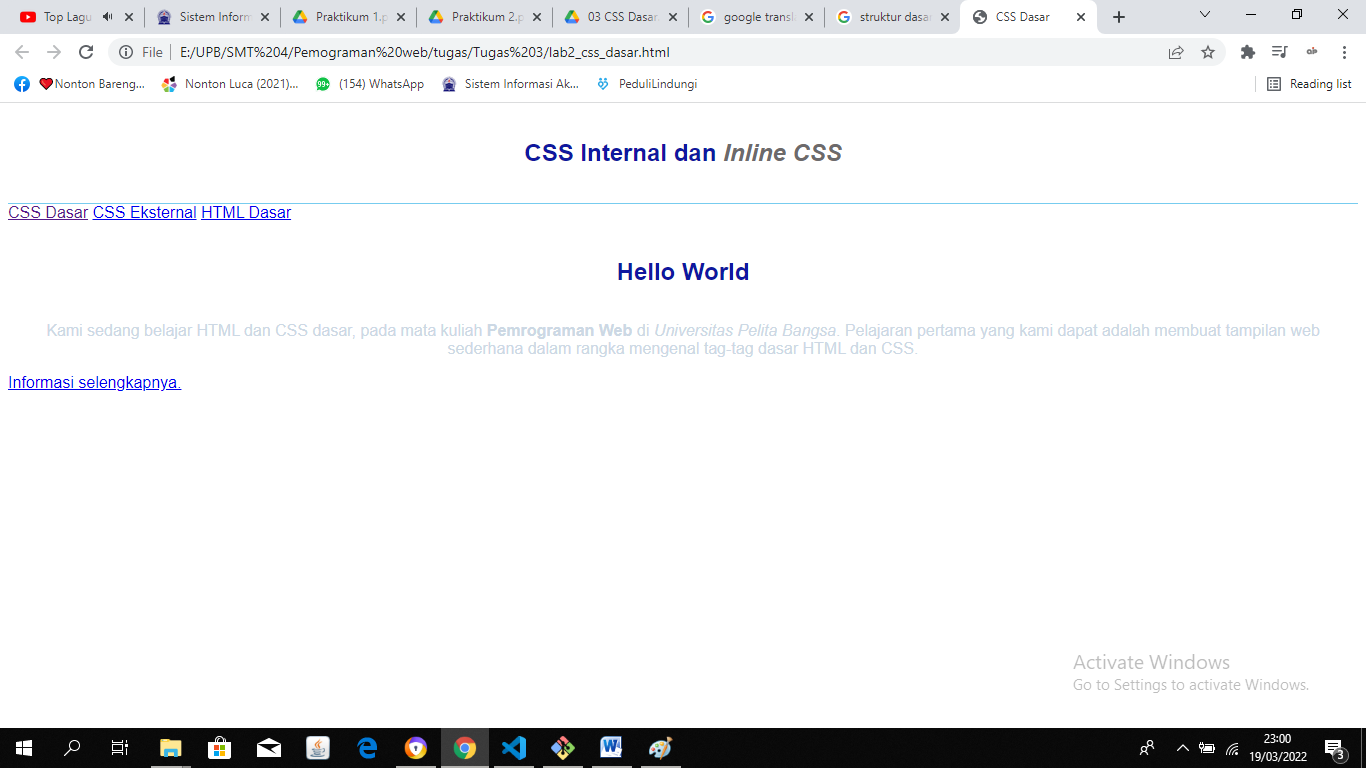 Top Lagu
Sistem Inform
Praktikum 1.p
Praktikum 2.p
03 CSS Dasar.
google transl
struktur dasar
CSS Dasar
File
E:/UPB/SMT%204/Pemograman%20web/tugas/Tugas%203/lab2_css_dasar.html
Nonton Bareng...
Nonton Luca (2021)...
99+
(154) WhatsApp
Sistem Informasi Ak...
PeduliLindungi
Reading list
CSS Internal dan Inline CSS
CSS Dasar CSS Eksternal HTML Dasar
Hello World
Kami sedang belajar HTML dan CSS dasar, pada mata kuliah Pemrograman Web di Universitas Pelita Bangsa. Pelajaran pertama yang kami dapat adalah membuat tampilan web
sederhana dalam rangka mengenal tag-tag dasar HTML dan CSS.
Informasi selengkapnya.
Activate Windows
Go to Settings to activate Windows.
23:00
19/03/2022
3